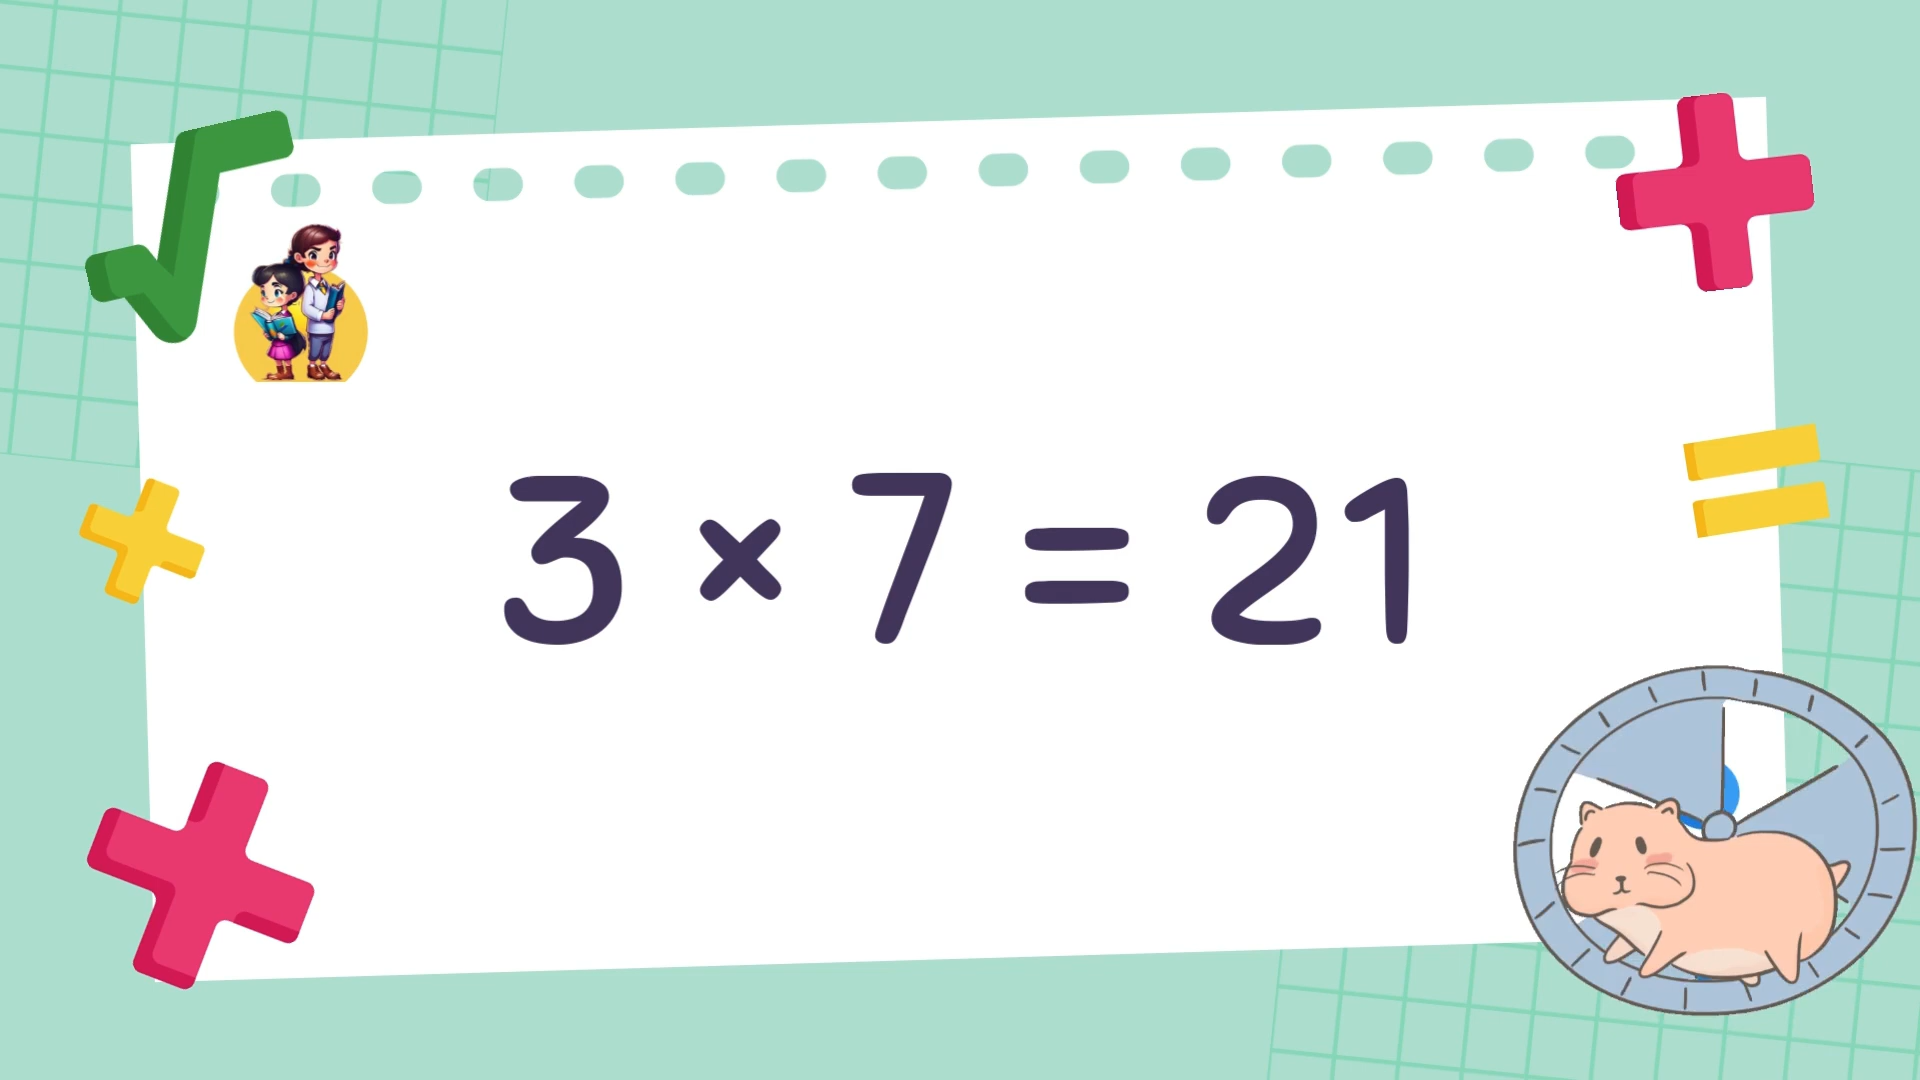 3 × 7 = 21